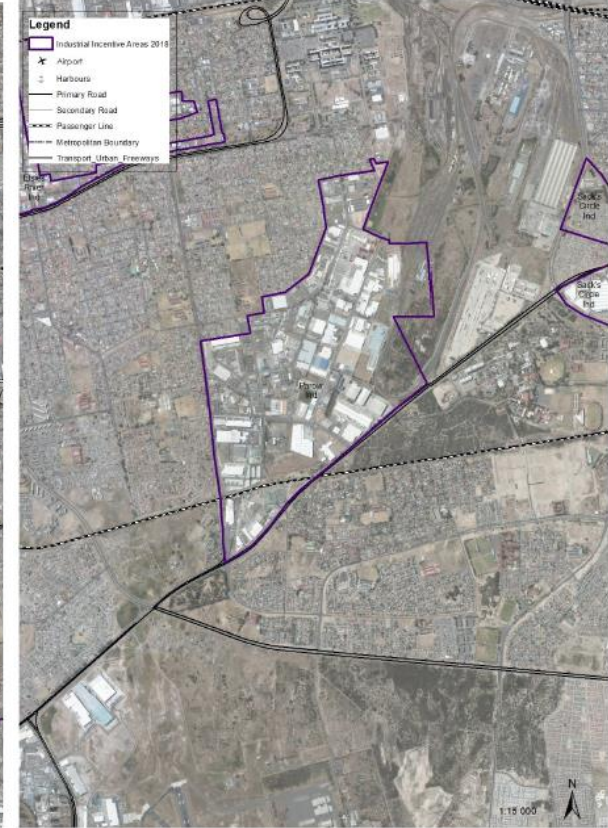 Legend
Industrial Incentive Areas 2018
Airport
Harbours
Primary Road
Secondary Road
Passenger Line
Metropolitan Boundary
Transport_Urban_Freeways
Ind
Sack's
Circle
Ind
Sack's
Circle
Ind
Parow
Ind
N
1:15 000